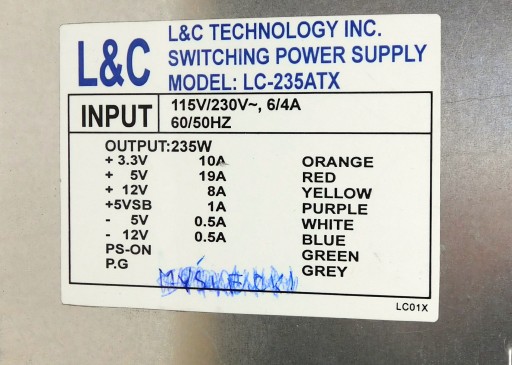 L&C
L&C TECHNOLOGY INC.
SWITCHING POWER SUPPLY
MODEL: LC-235ATX
INPUT
115V/230V~, 6/4A
60/50HZ
OUTPUT:235W
+ 3.3V 10A ORANGE
+ 5V 19A RED
+ 12V 8A YELLOW
+5VSB 1A PURPLE
- 5V 0.5A WHITE
- 12V 0.5A BLUE
PS-ON GREEN
P.G GREY
LC01X